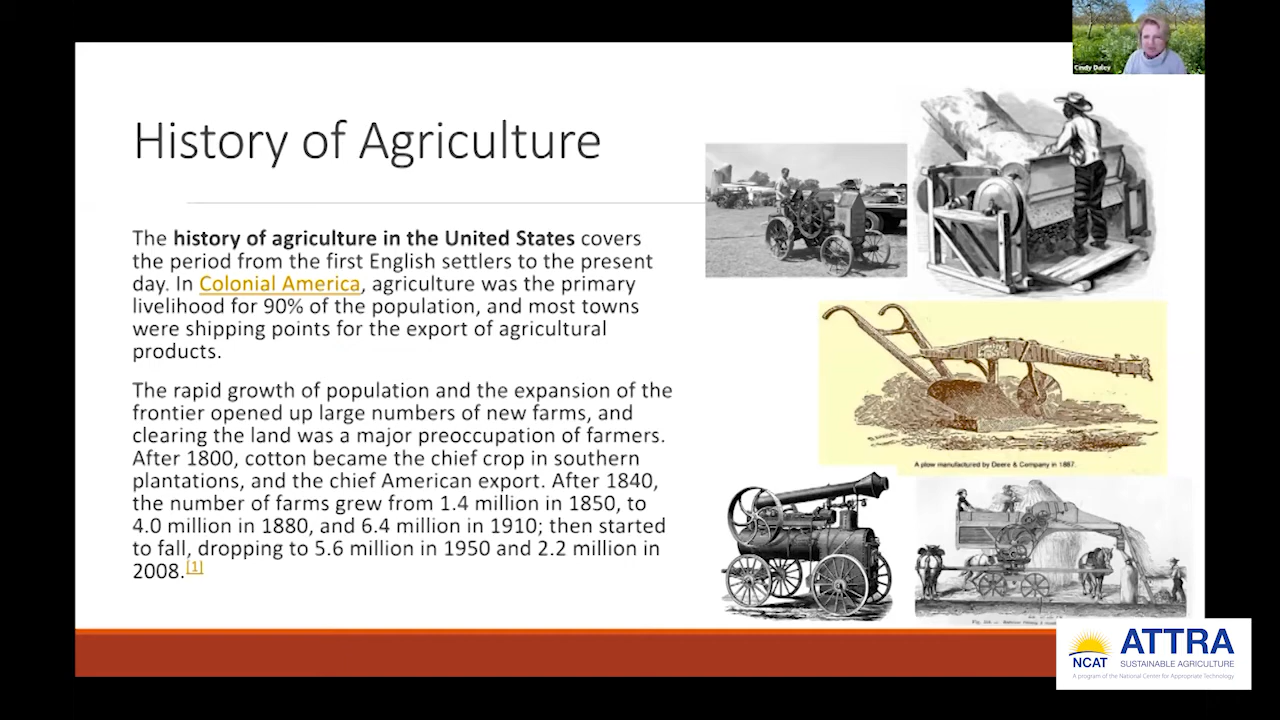 Cindy Daley
History of Agriculture
The history of agriculture in the United States covers
the period from the first English settlers to the present
day. In Colonial America, agriculture was the primary
livelihood for 90% of the population, and most towns
were shipping points for the export of agricultural
products.
The rapid growth of population and the expansion of the
frontier opened up large numbers of new farms, and
clearing the land was a major preoccupation of farmers.
After 1800, cotton became the chief crop in southern
plantations, and the chief American export. After 1840,
the number of farms grew from 1.4 million in 1850, to
4.0 million in 1880, and 6.4 million in 1910; then started
to fall, dropping to 5.6 million in 1950 and 2.2 million in
2008.[1]
A plow manufactured by Deere & Company in 1887.
NCAT
ATTRA
SUSTAINABLE AGRICULTURE
A program of the National Center for Appropriate Technology